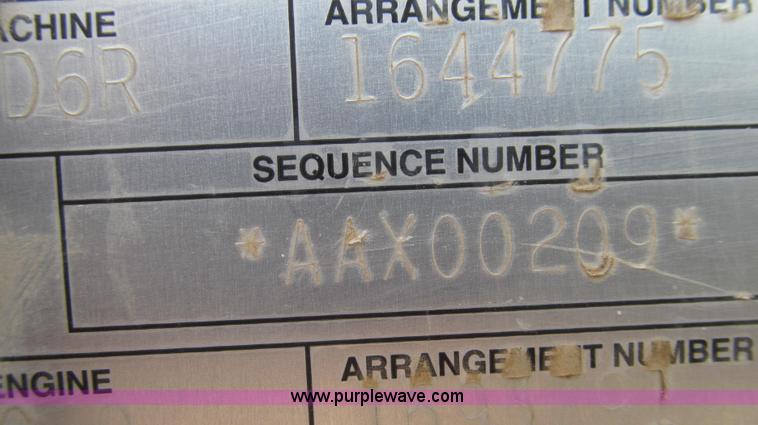 ACHINE ARRANGEMENT NUMBER
D6R 1644775
SEQUENCE NUMBER
*AAX00209*
ENGINE ARRANGEMENT NUMBER
www.purplewave.com